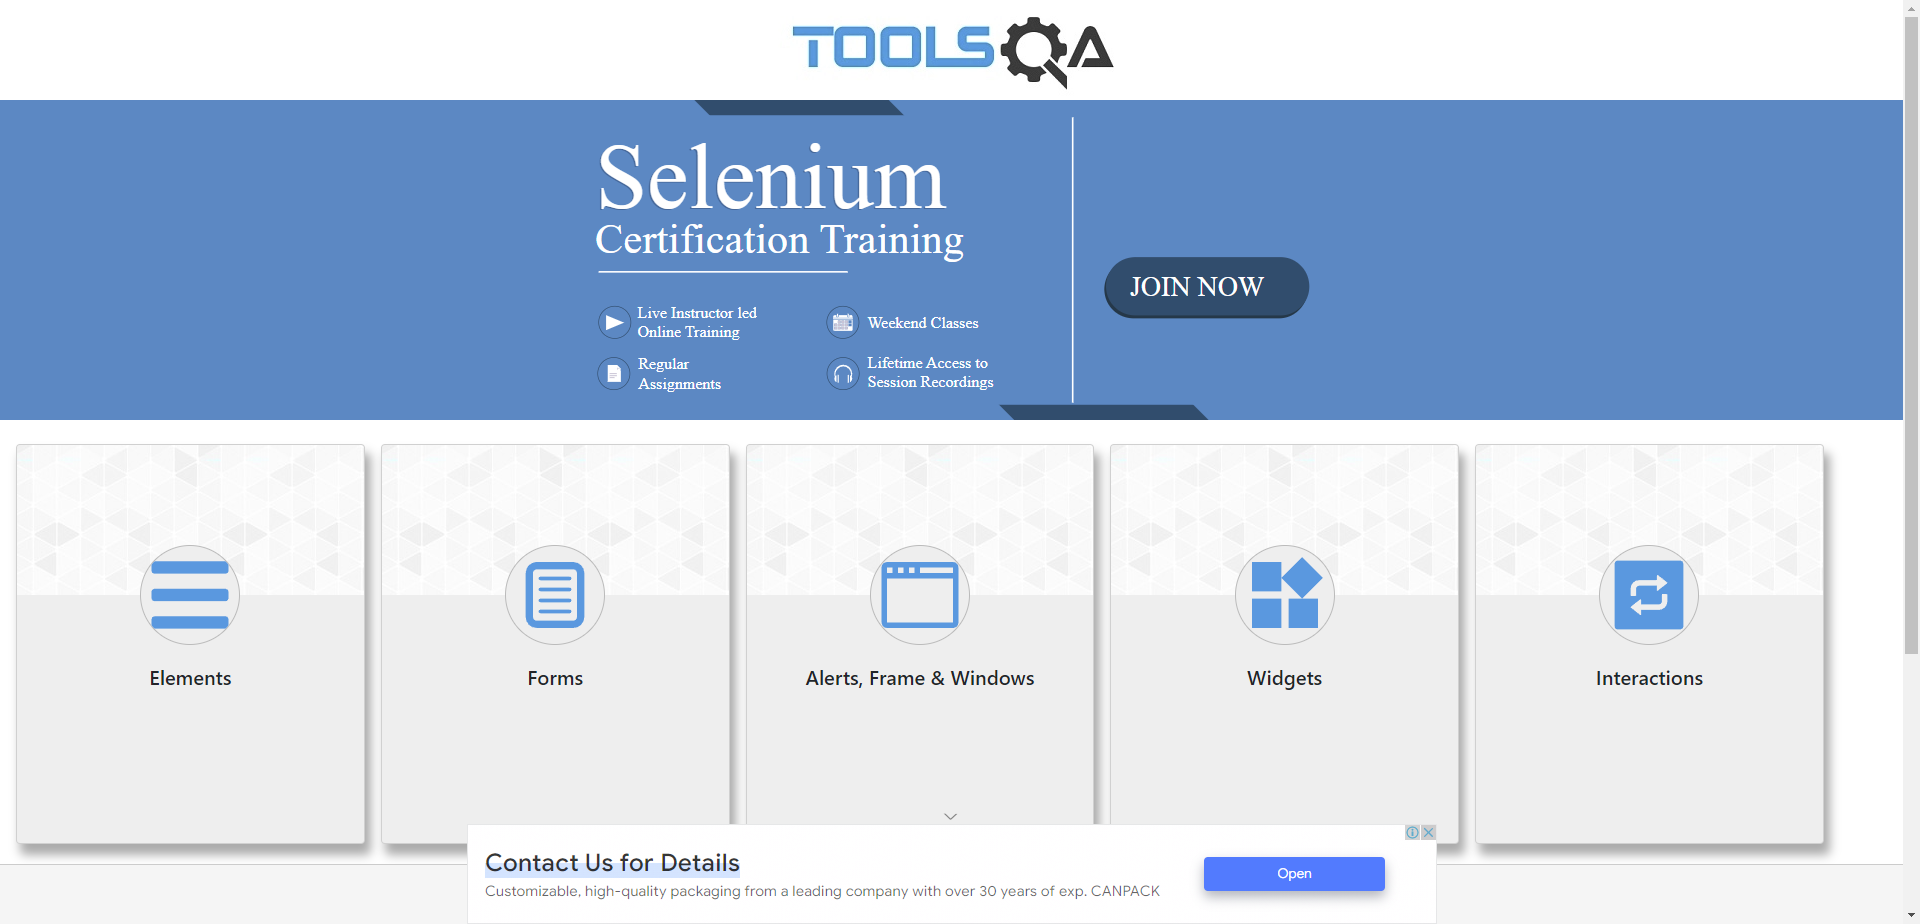 TOOLSQA
Selenium
Certification Training
Live Instructor led
Online Training
Weekend Classes
Regular
Assignments
Lifetime Access to
Session Recordings
JOIN NOW
Elements
Forms
Alerts, Frame & Windows
Widgets
Interactions
Contact Us for Details
Customizable, high-quality packaging from a leading company with over 30 years of exp. CANPACK
Open